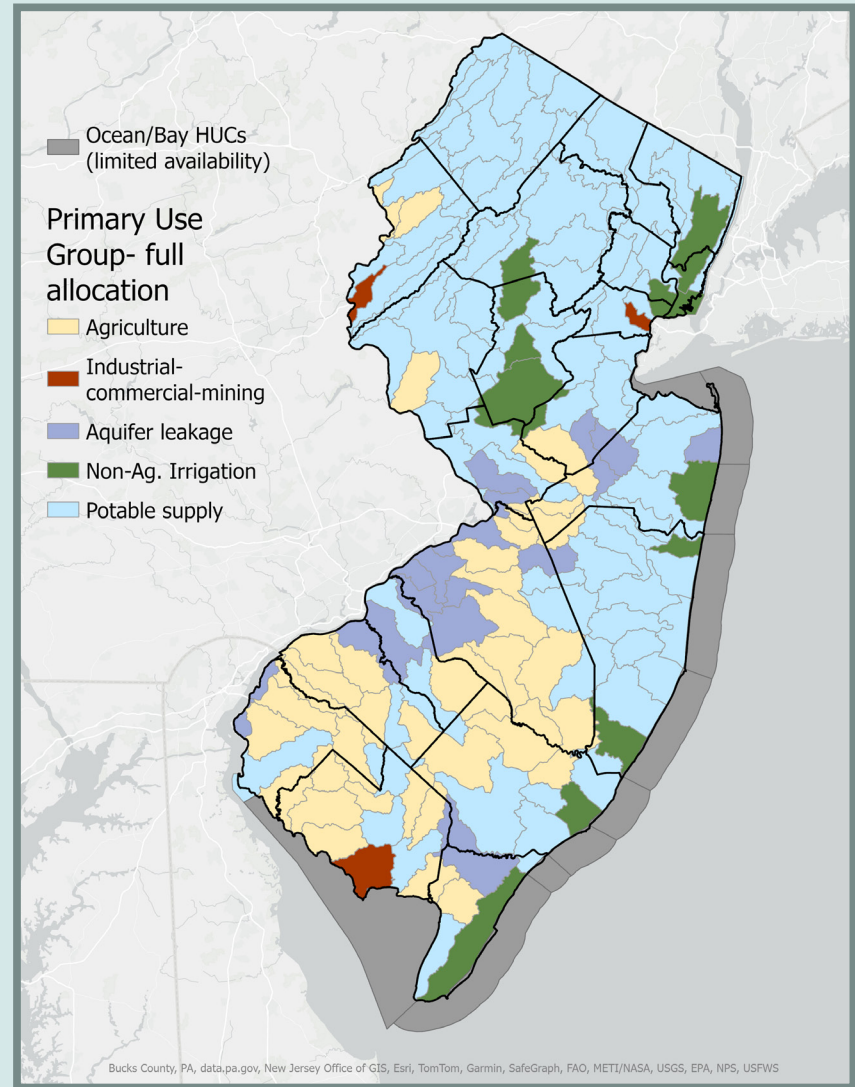 Ocean/Bay HUCs
(limited availability)
Primary Use
Group- full
allocation
Agriculture
Industrial-
commercial-mining
Aquifer leakage
Non-Ag. Irrigation
Potable supply
Bucks County, PA, data.pa.gov, New Jersey Office of GIS, Esri, TomTom, Garmin, SafeGraph, FAO, METI/NASA, USGS, EPA, NPS, USFWS